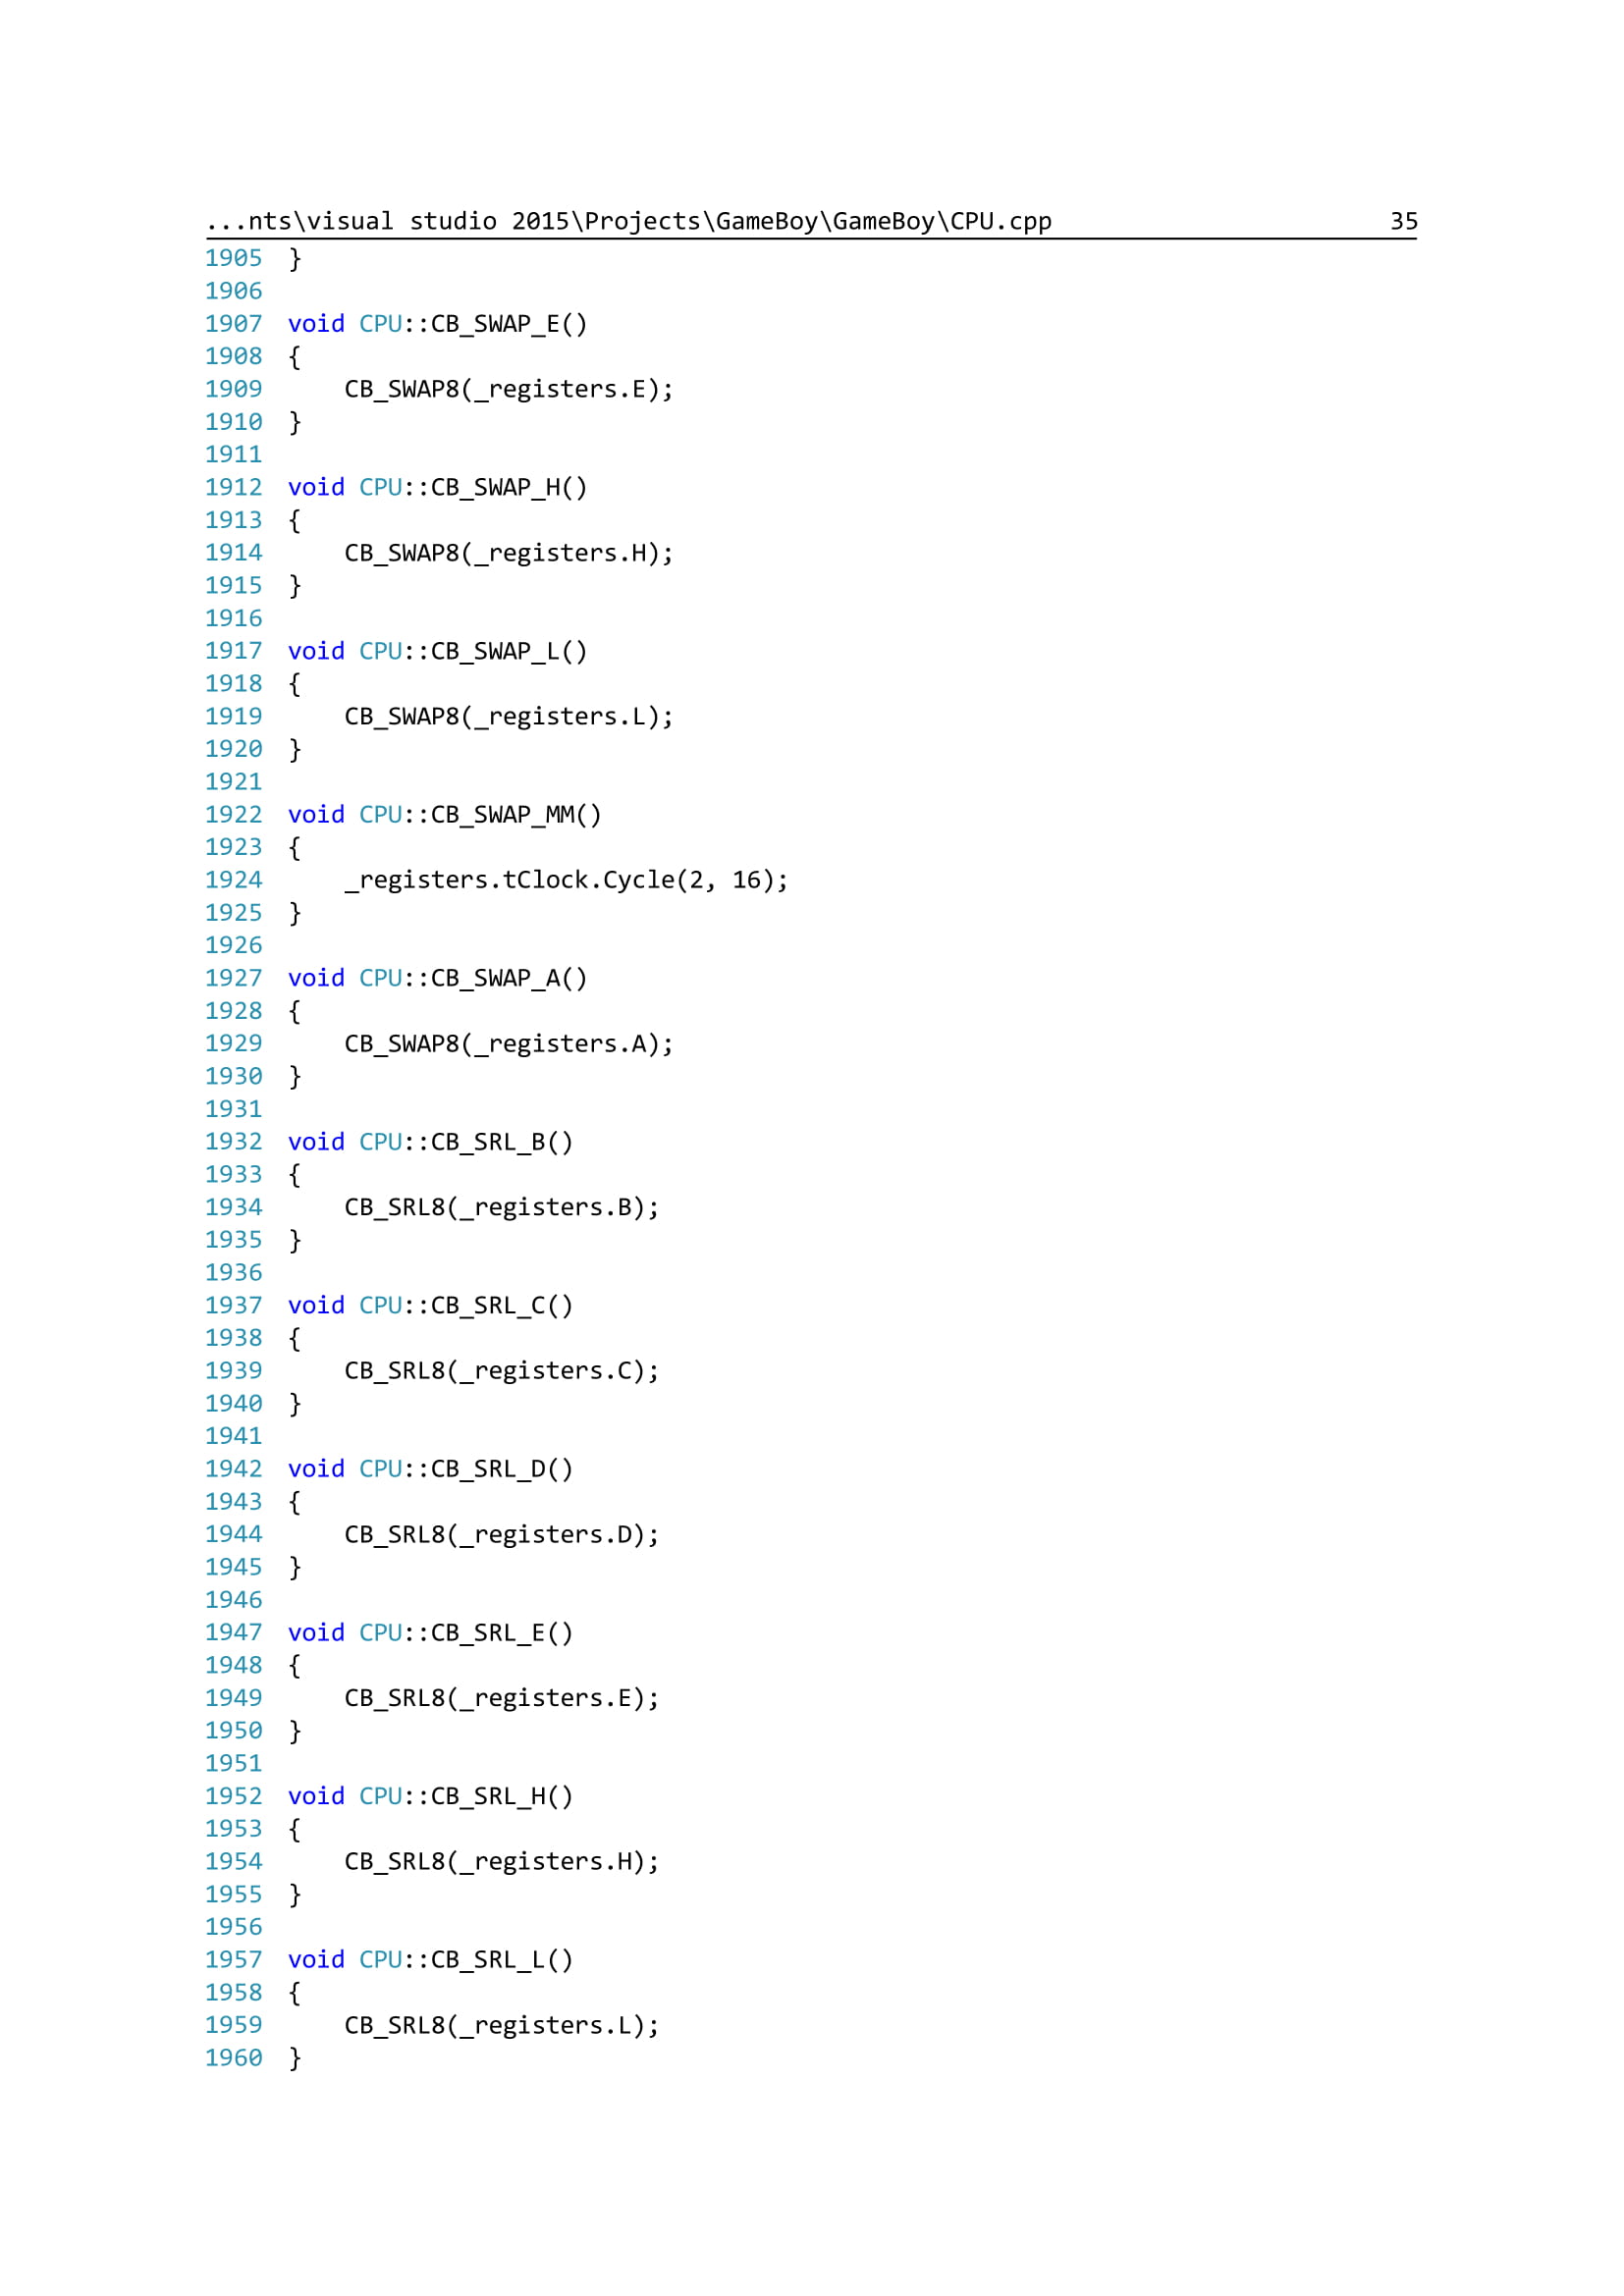 ...nts\visual studio 2015\Projects\GameBoy\GameBoy\CPU.cpp 35
1905 }
1906
1907 void CPU::CB_SWAP_E()
1908 {
1909     CB_SWAP8(_registers.E);
1910 }
1911
1912 void CPU::CB_SWAP_H()
1913 {
1914     CB_SWAP8(_registers.H);
1915 }
1916
1917 void CPU::CB_SWAP_L()
1918 {
1919     CB_SWAP8(_registers.L);
1920 }
1921
1922 void CPU::CB_SWAP_MM()
1923 {
1924     _registers.tClock.Cycle(2, 16);
1925 }
1926
1927 void CPU::CB_SWAP_A()
1928 {
1929     CB_SWAP8(_registers.A);
1930 }
1931
1932 void CPU::CB_SRL_B()
1933 {
1934     CB_SRL8(_registers.B);
1935 }
1936
1937 void CPU::CB_SRL_C()
1938 {
1939     CB_SRL8(_registers.C);
1940 }
1941
1942 void CPU::CB_SRL_D()
1943 {
1944     CB_SRL8(_registers.D);
1945 }
1946
1947 void CPU::CB_SRL_E()
1948 {
1949     CB_SRL8(_registers.E);
1950 }
1951
1952 void CPU::CB_SRL_H()
1953 {
1954     CB_SRL8(_registers.H);
1955 }
1956
1957 void CPU::CB_SRL_L()
1958 {
1959     CB_SRL8(_registers.L);
1960 }